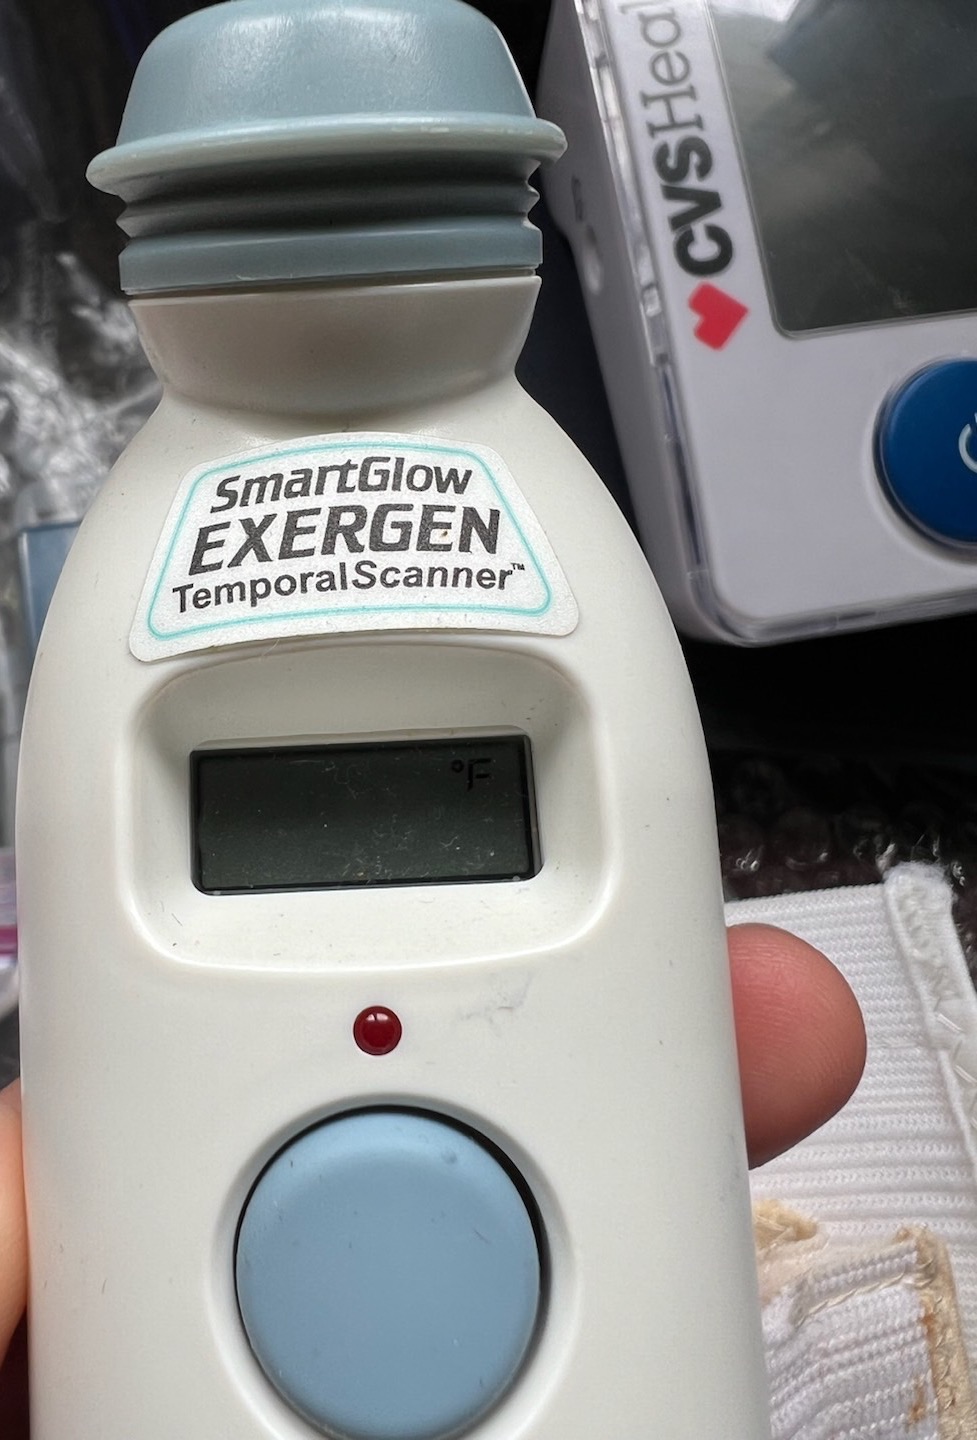 SmartGlow
EXERGEN
TemporalScanner™
°F
CVSHeal